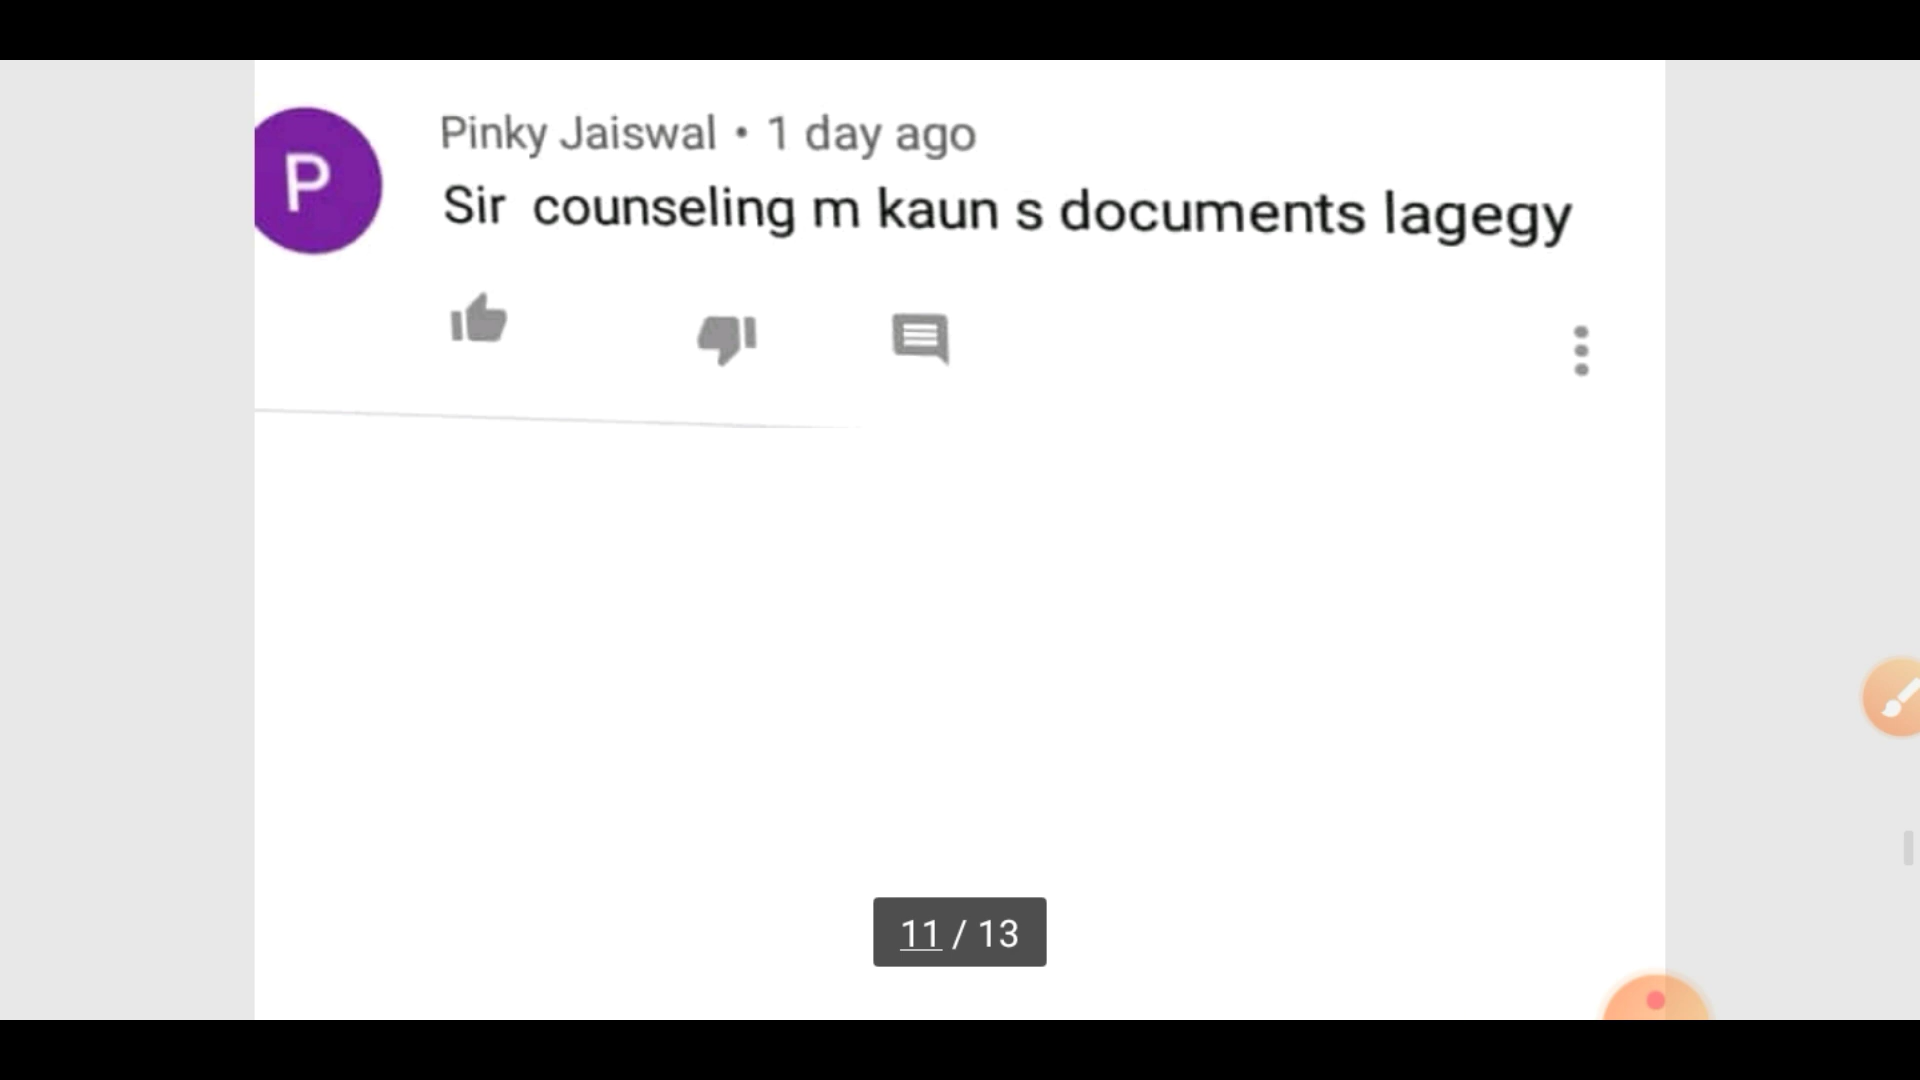 P
Pinky Jaiswal • 1 day ago
Sir counseling m kaun s documents lagegy
11 / 13